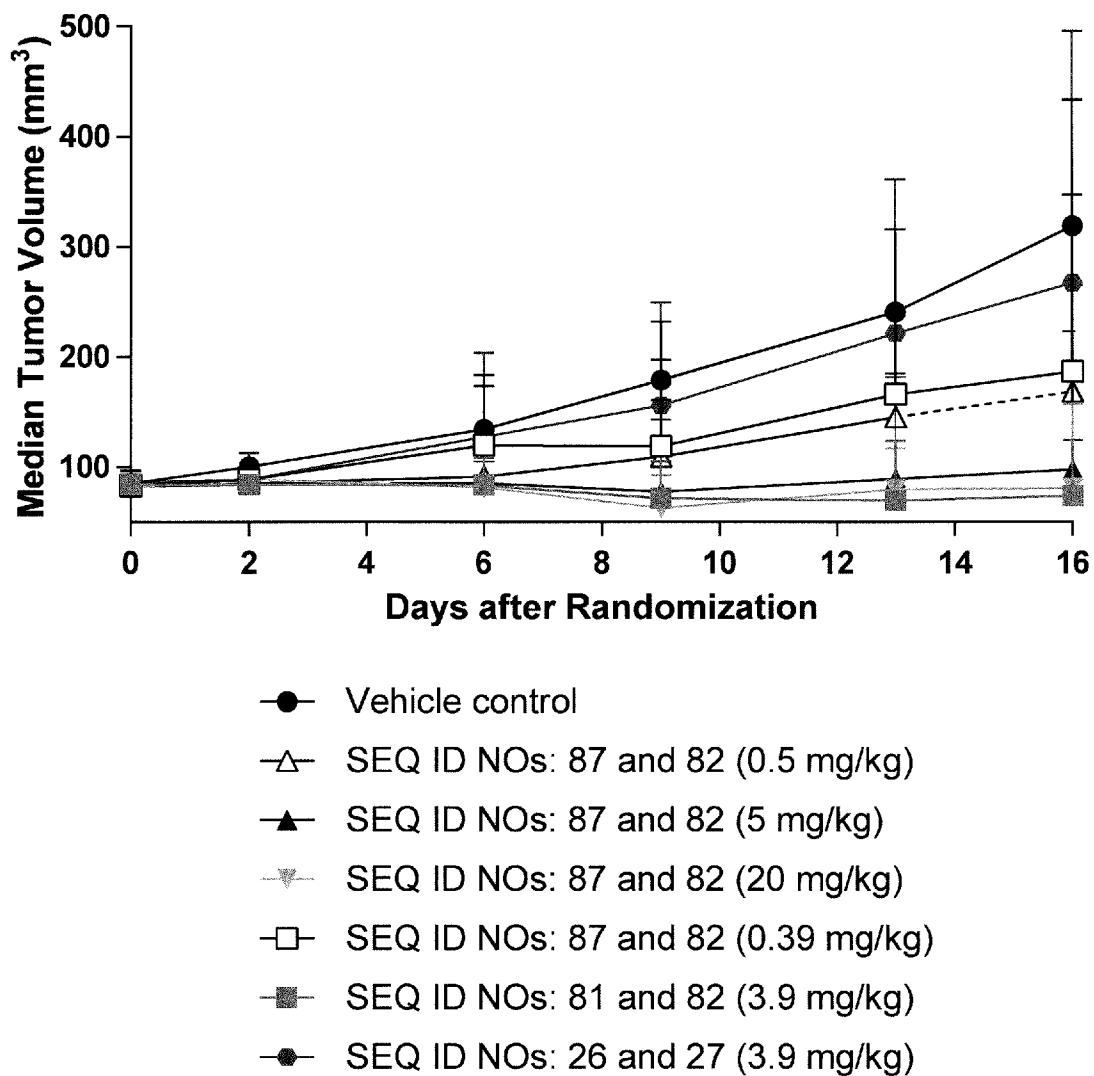 Median Tumor Volume (mm³)
500
400
300
200
100
0 2 4 6 8 10 12 14 16
Days after Randomization
Vehicle control
SEQ ID NOs: 87 and 82 (0.5 mg/kg)
SEQ ID NOs: 87 and 82 (5 mg/kg)
SEQ ID NOs: 87 and 82 (20 mg/kg)
SEQ ID NOs: 87 and 82 (0.39 mg/kg)
SEQ ID NOs: 81 and 82 (3.9 mg/kg)
SEQ ID NOs: 26 and 27 (3.9 mg/kg)